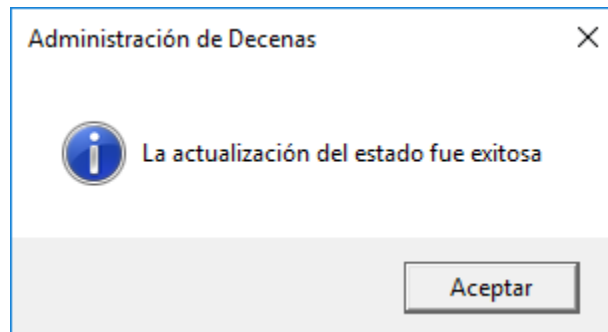 Administración de Decenas
La actualización del estado fue exitosa
Aceptar